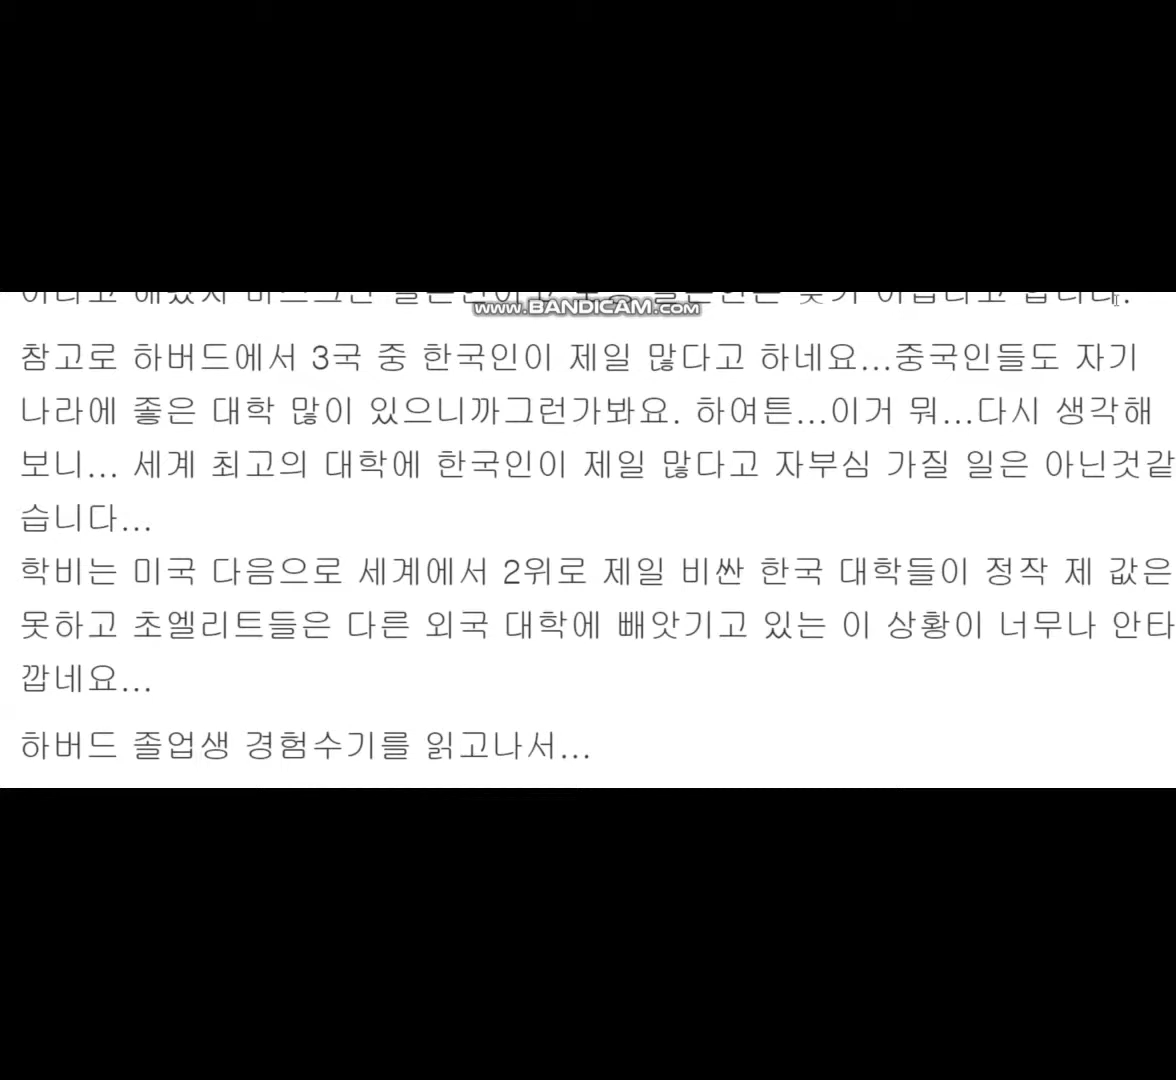 WWW.BANDICAM.COM
참고로 하버드에서 3국 중 한국인이 제일 많다고 하네요...중국인들도 자기
나라에 좋은 대학 많이 있으니까그런가봐요. 하여튼...이거 뭐...다시 생각해
보니... 세계 최고의 대학에 한국인이 제일 많다고 자부심 가질 일은 아닌것같
습니다...
학비는 미국 다음으로 세계에서 2위로 제일 비싼 한국 대학들이 정작 제 값은
못하고 초엘리트들은 다른 외국 대학에 빼앗기고 있는 이 상황이 너무나 안타
깝네요...
하버드 졸업생 경험수기를 읽고나서...